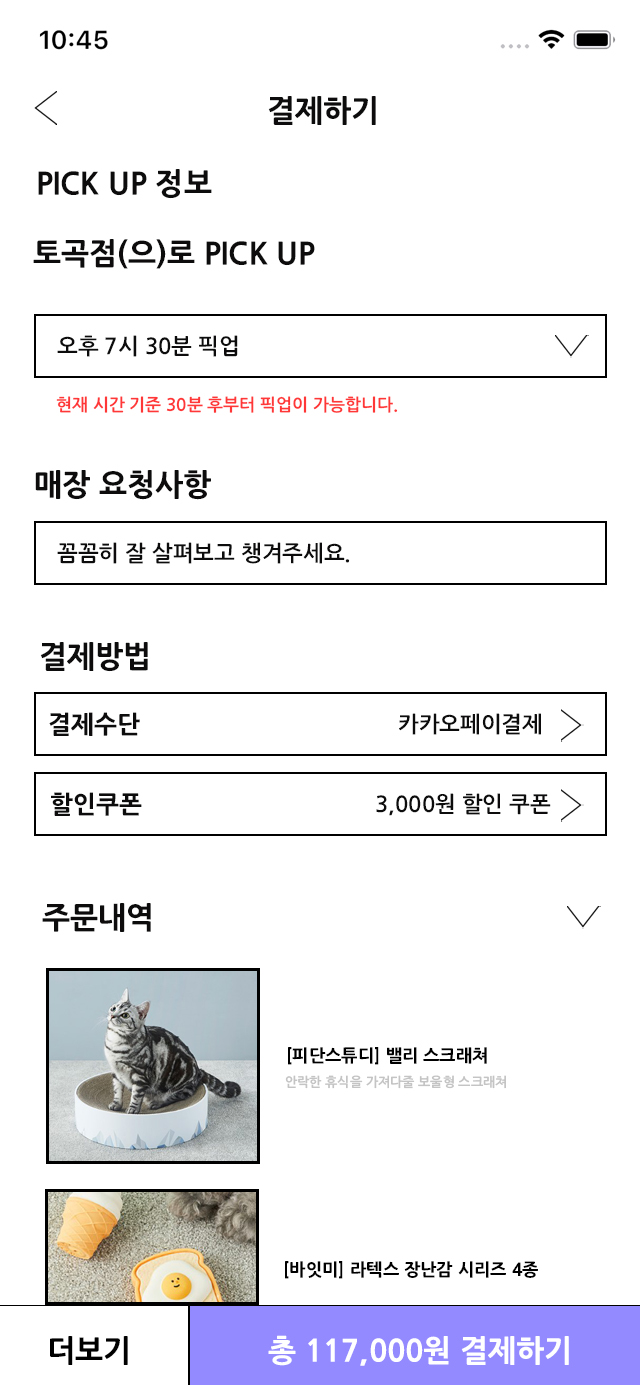 10:45
결제하기
PICK UP 정보
토곡점(으)로 PICK UP
오후 7시 30분 픽업
현재 시간 기준 30분 후부터 픽업이 가능합니다.
매장 요청사항
꼼꼼히 잘 살펴보고 챙겨주세요.
결제방법
결제수단 카카오페이결제
할인쿠폰 3,000원 할인 쿠폰
주문내역
[피단스튜디] 밸리 스크래쳐
안락한 휴식을 가져다줄 보울형 스크래쳐
[바잇미] 라텍스 장난감 시리즈 4종
더보기 총 117,000원 결제하기